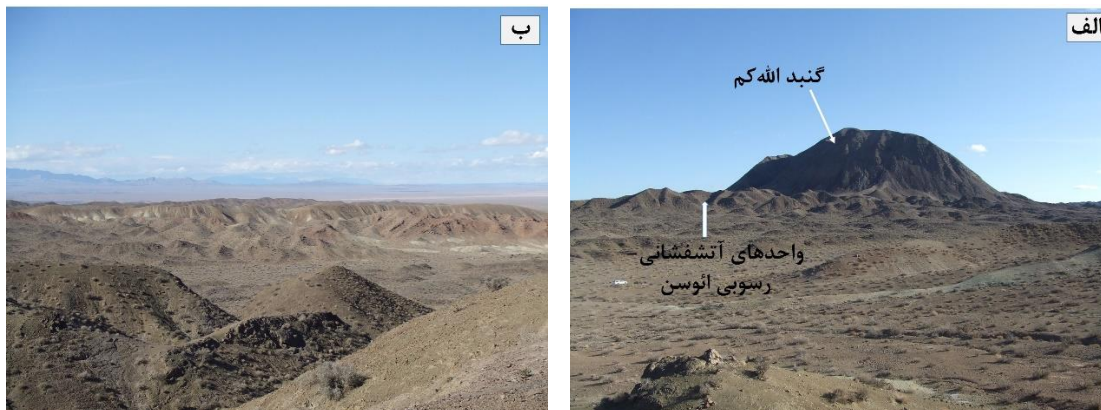 الف
گنبد الله‌کم
واحدهای آتشفشانی
رسوبی ائوسن
ب